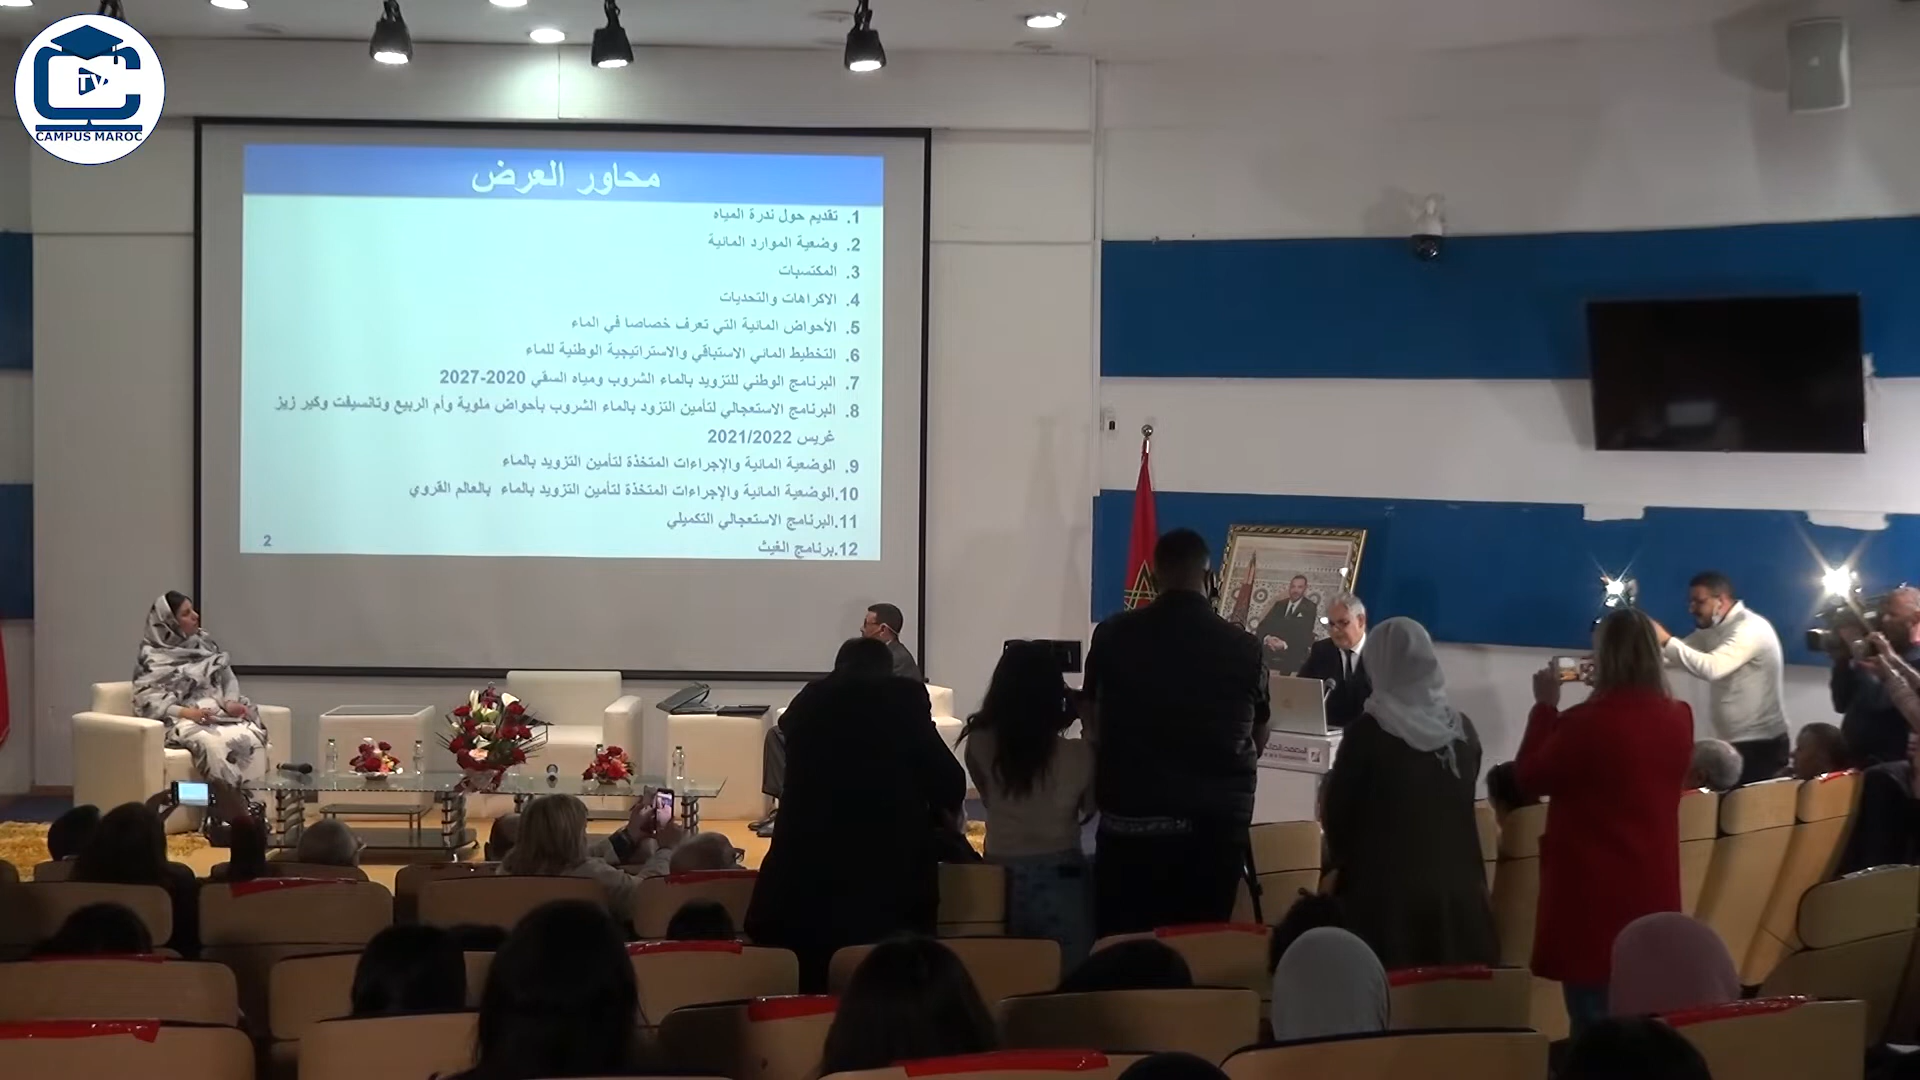 TV
CAMPUS MAROC
محاور العرض
1. تقديم حول ندرة المياه
2. وضعية الموارد المائية
3. المكتسبات
4. الاكراهات والتحديات
5. الأحواض المائية التي تعرف خصاصا في الماء
6. التخطيط المائي الاستباقي والاستراتيجية الوطنية للماء
7. البرنامج الوطني للتزويد بالماء الشروب ومياه السقي 2020-2027
8. البرنامج الاستعجالي لتأمين التزود بالماء الشروب بأحواض ملوية وأم الربيع وتانسيفت وكير زيز
غريس 2021/2022
9. الوضعية المائية والإجراءات المتخذة لتأمين التزويد بالماء
10.الوضعية المائية والإجراءات المتخذة لتأمين التزويد بالماء بالعالم القروي
11.البرنامج الاستعجالي التكميلي
12.برنامج الغيث
2